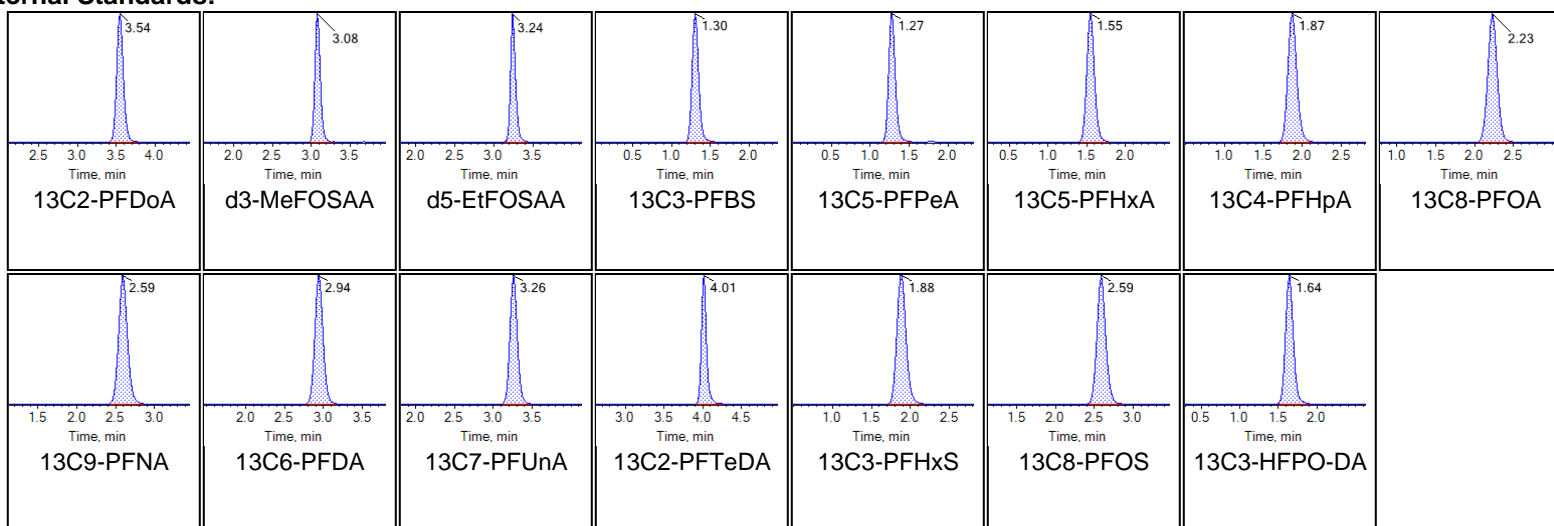 ternal Standards:
3.54 3.08 3.24 1.30 1.27 1.55 1.87 2.23
2.5 3.0 3.5 4.0 2.0 2.5 3.0 3.5 2.0 2.5 3.0 3.5 0.5 1.0 1.5 2.0 0.5 1.0 1.5 2.0 0.5 1.0 1.5 2.0 1.0 1.5 2.0 2.5 1.0 1.5 2.0 2.5
Time, min Time, min Time, min Time, min Time, min Time, min Time, min Time, min
13C2-PFDoA d3-MeFOSAA d5-EtFOSAA 13C3-PFBS 13C5-PFPeA 13C5-PFHxA 13C4-PFHpA 13C8-PFOA
2.59 2.94 3.26 4.01 1.88 2.59 1.64
1.5 2.0 2.5 3.0 2.0 2.5 3.0 3.5 2.0 2.5 3.0 3.5 3.0 3.5 4.0 4.5 1.0 1.5 2.0 2.5 1.5 2.0 2.5 3.0 0.5 1.0 1.5 2.0
Time, min Time, min Time, min Time, min Time, min Time, min Time, min
13C9-PFNA 13C6-PFDA 13C7-PFUnA 13C2-PFTeDA 13C3-PFHxS 13C8-PFOS 13C3-HFPO-DA